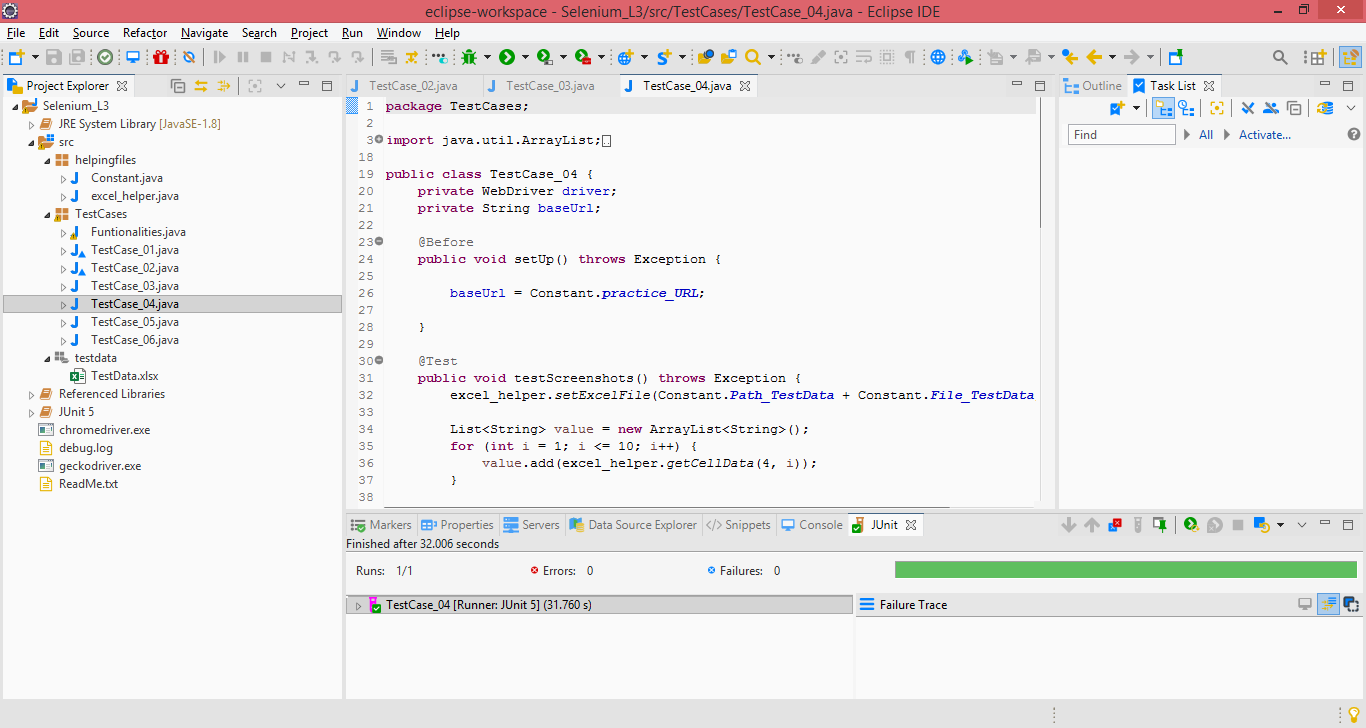 eclipse-workspace - Selenium_L3/src/TestCases/TestCase_04.java - Eclipse IDE
File Edit Source Refactor Navigate Search Project Run Window Help
Project Explorer
Selenium_L3
JRE System Library [JavaSE-1.8]
src
helpingfiles
Constant.java
excel_helper.java
TestCases
Funtionalities.java
TestCase_01.java
TestCase_02.java
TestCase_03.java
TestCase_04.java
TestCase_05.java
TestCase_06.java
testdata
TestData.xlsx
Referenced Libraries
JUnit 5
chromedriver.exe
debug.log
geckodriver.exe
ReadMe.txt
TestCase_02.java TestCase_03.java TestCase_04.java
1 package TestCases;
2
3 import java.util.ArrayList;
18
19 public class TestCase_04 {
20 private WebDriver driver;
21 private String baseUrl;
22
23 @Before
24 public void setUp() throws Exception {
25
26 baseUrl = Constant.practice_URL;
27
28 }
29
30 @Test
31 public void testScreenshots() throws Exception {
32 excel_helper.setExcelFile(Constant.Path_TestData + Constant.File_TestData
33
34 List<String> value = new ArrayList<String>();
35 for (int i = 1; i <= 10; i++) {
36 value.add(excel_helper.getCellData(4, i));
37 }
38
Outline Task List
Find All Activate...
Markers Properties Servers Data Source Explorer Snippets Console JUnit
Finished after 32.006 seconds
Runs: 1/1 Errors: 0 Failures: 0
TestCase_04 [Runner: JUnit 5] (31.760 s)
Failure Trace